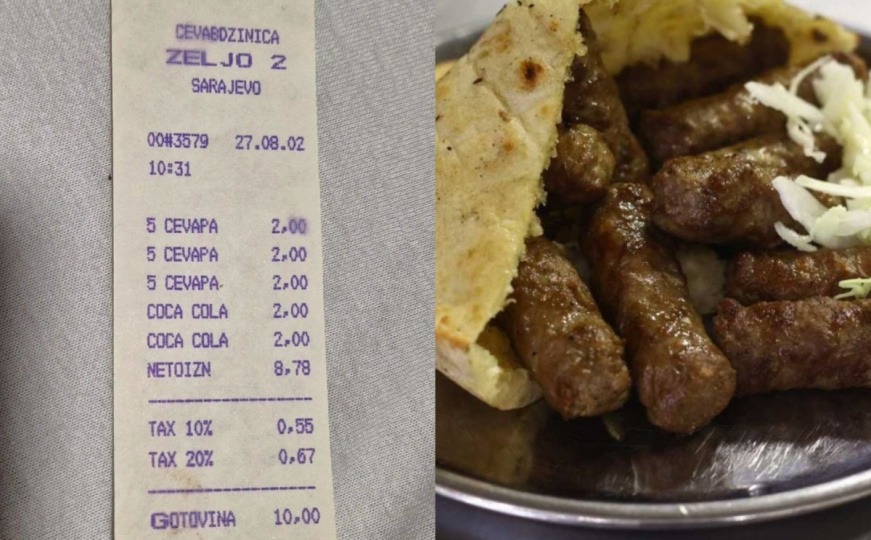 CEVABDZINICA
ZELJO 2
SARAJEVO
00#3579 27.08.02
10:31
5 CEVAPA 2,00
5 CEVAPA 2,00
5 CEVAPA 2,00
COCA COLA 2,00
COCA COLA 2,00
NETOIZN 8,78
TAX 10% 0,55
TAX 20% 0,67
GOTOVINA 10,00